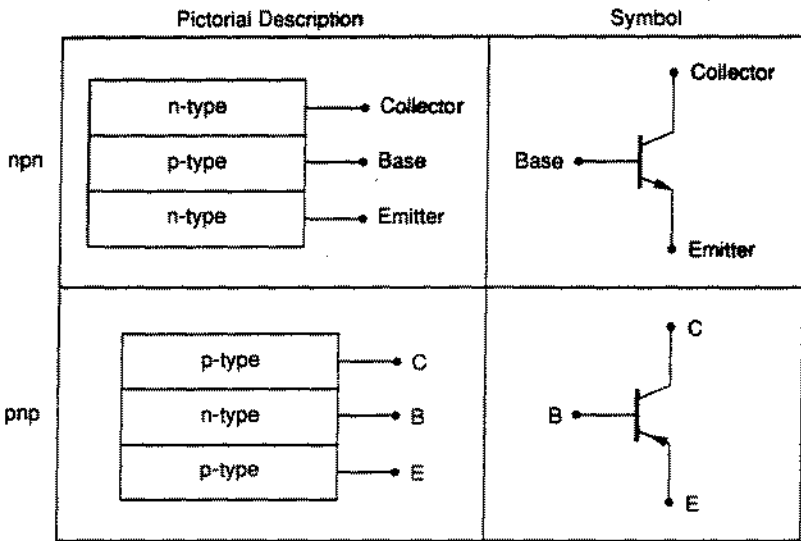 Pictorial Description Symbol
n-type Collector Collector
npn p-type Base Base
n-type Emitter Emitter
p-type C C
pnp n-type B B
p-type E E